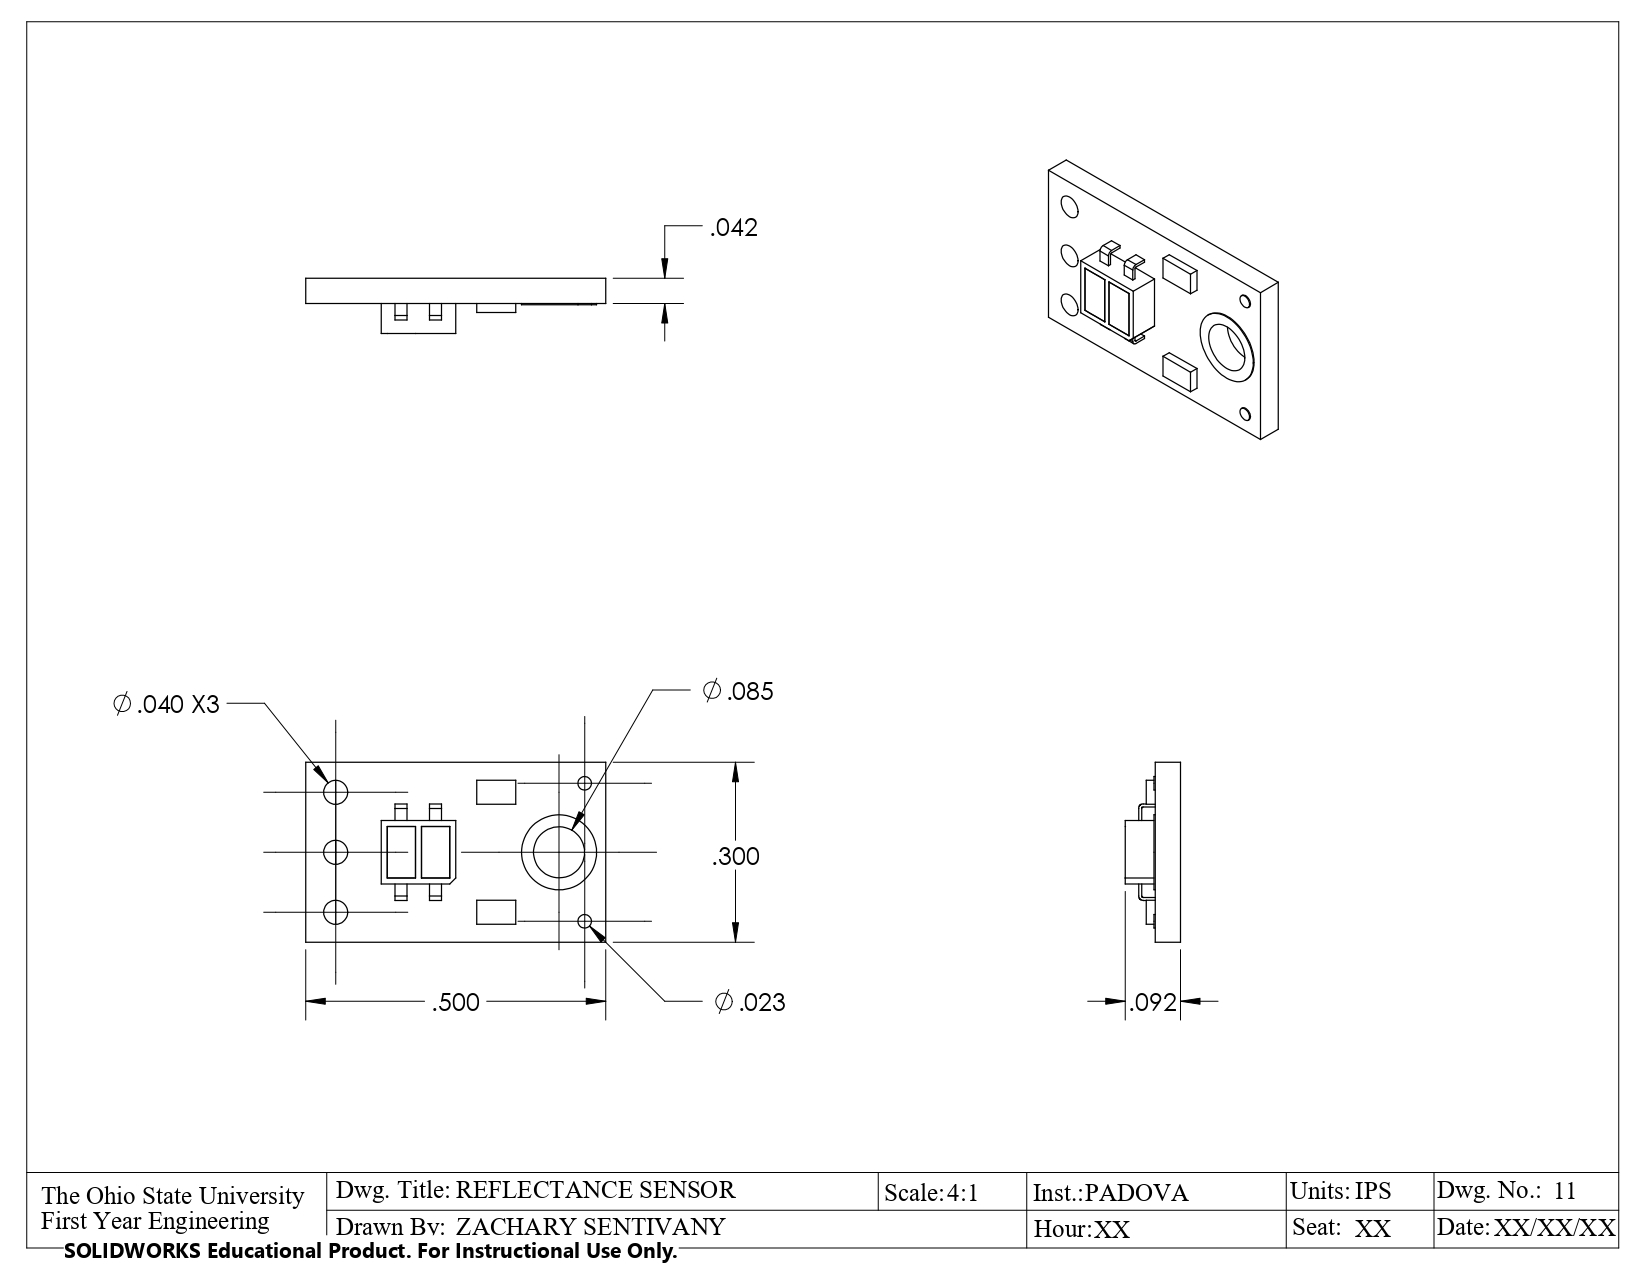 .042
∅ .040 X3
∅ .085
.300
.500
∅ .023
.092
The Ohio State University
First Year Engineering
Dwg. Title: REFLECTANCE SENSOR
Drawn By: ZACHARY SENTIVANY
Scale: 4:1
Inst.: PADOVA
Hour: XX
Units: IPS
Seat: XX
Dwg. No.: 11
Date: XX/XX/XX
SOLIDWORKS Educational Product. For Instructional Use Only.